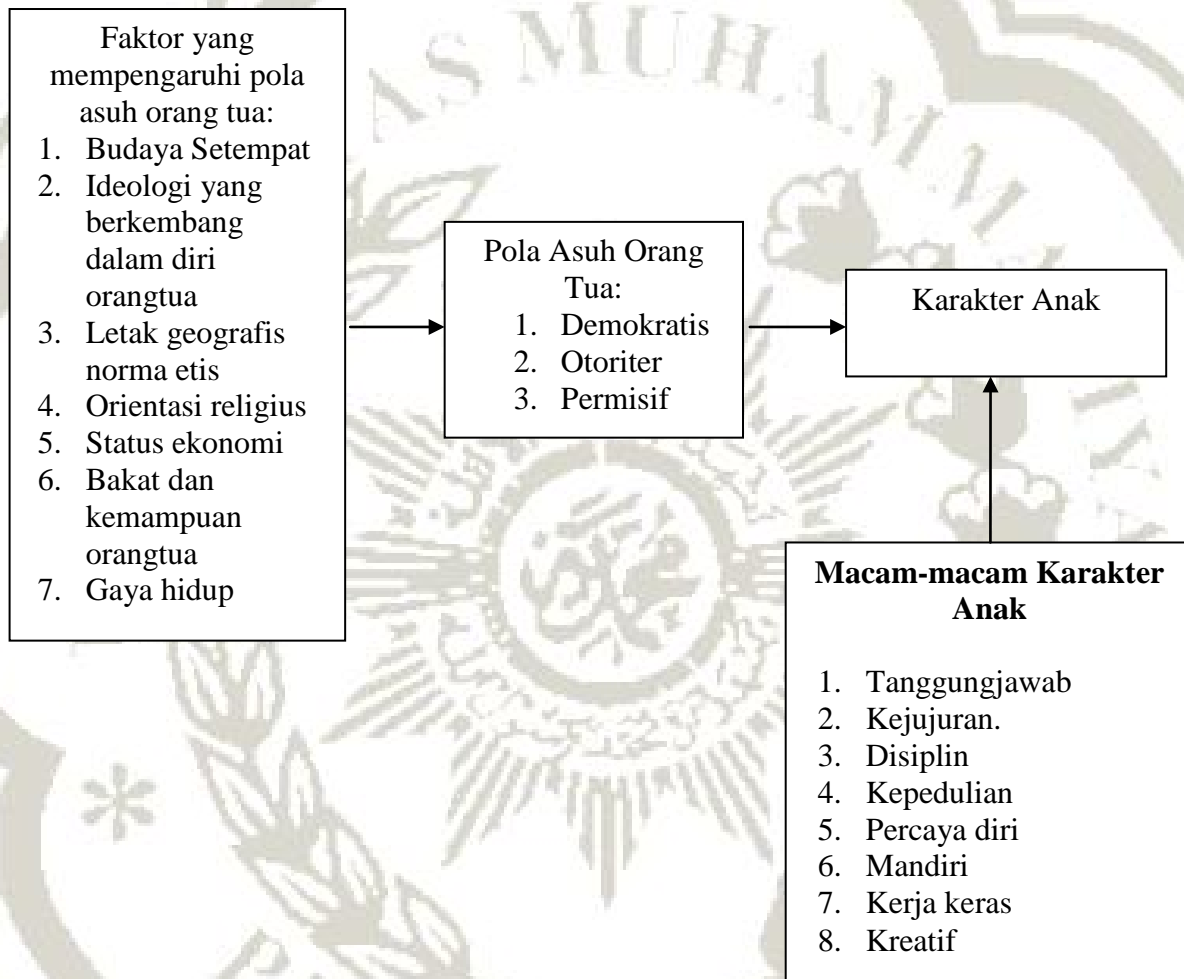 Faktor yang
mempengaruhi pola
asuh orang tua:
1. Budaya Setempat
2. Ideologi yang
berkembang
dalam diri
orangtua
3. Letak geografis
norma etis
4. Orientasi religius
5. Status ekonomi
6. Bakat dan
kemampuan
orangtua
7. Gaya hidup
Pola Asuh Orang
Tua:
1. Demokratis
2. Otoriter
3. Permisif
Karakter Anak
Macam-macam Karakter
Anak
1. Tanggungjawab
2. Kejujuran.
3. Disiplin
4. Kepedulian
5. Percaya diri
6. Mandiri
7. Kerja keras
8. Kreatif
AS MUHAMM